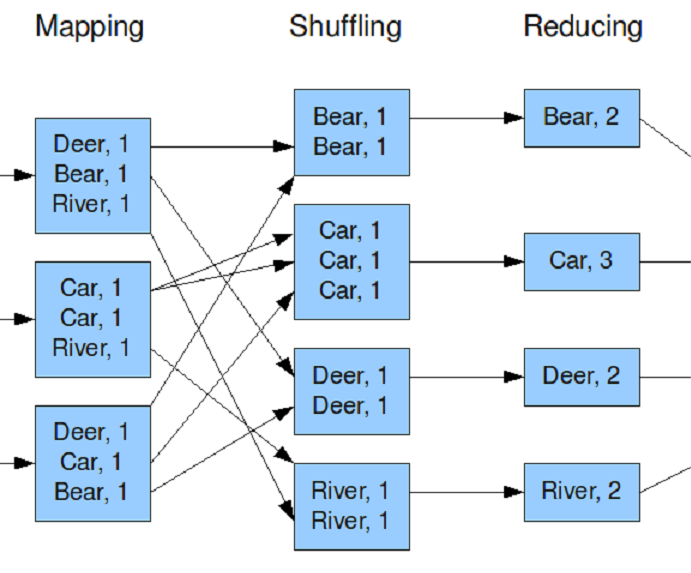 Mapping
Shuffling
Reducing
Deer, 1
Bear, 1
River, 1
Car, 1
Car, 1
River, 1
Deer, 1
Car, 1
Bear, 1
Bear, 1
Bear, 1
Car, 1
Car, 1
Car, 1
Deer, 1
Deer, 1
River, 1
River, 1
Bear, 2
Car, 3
Deer, 2
River, 2